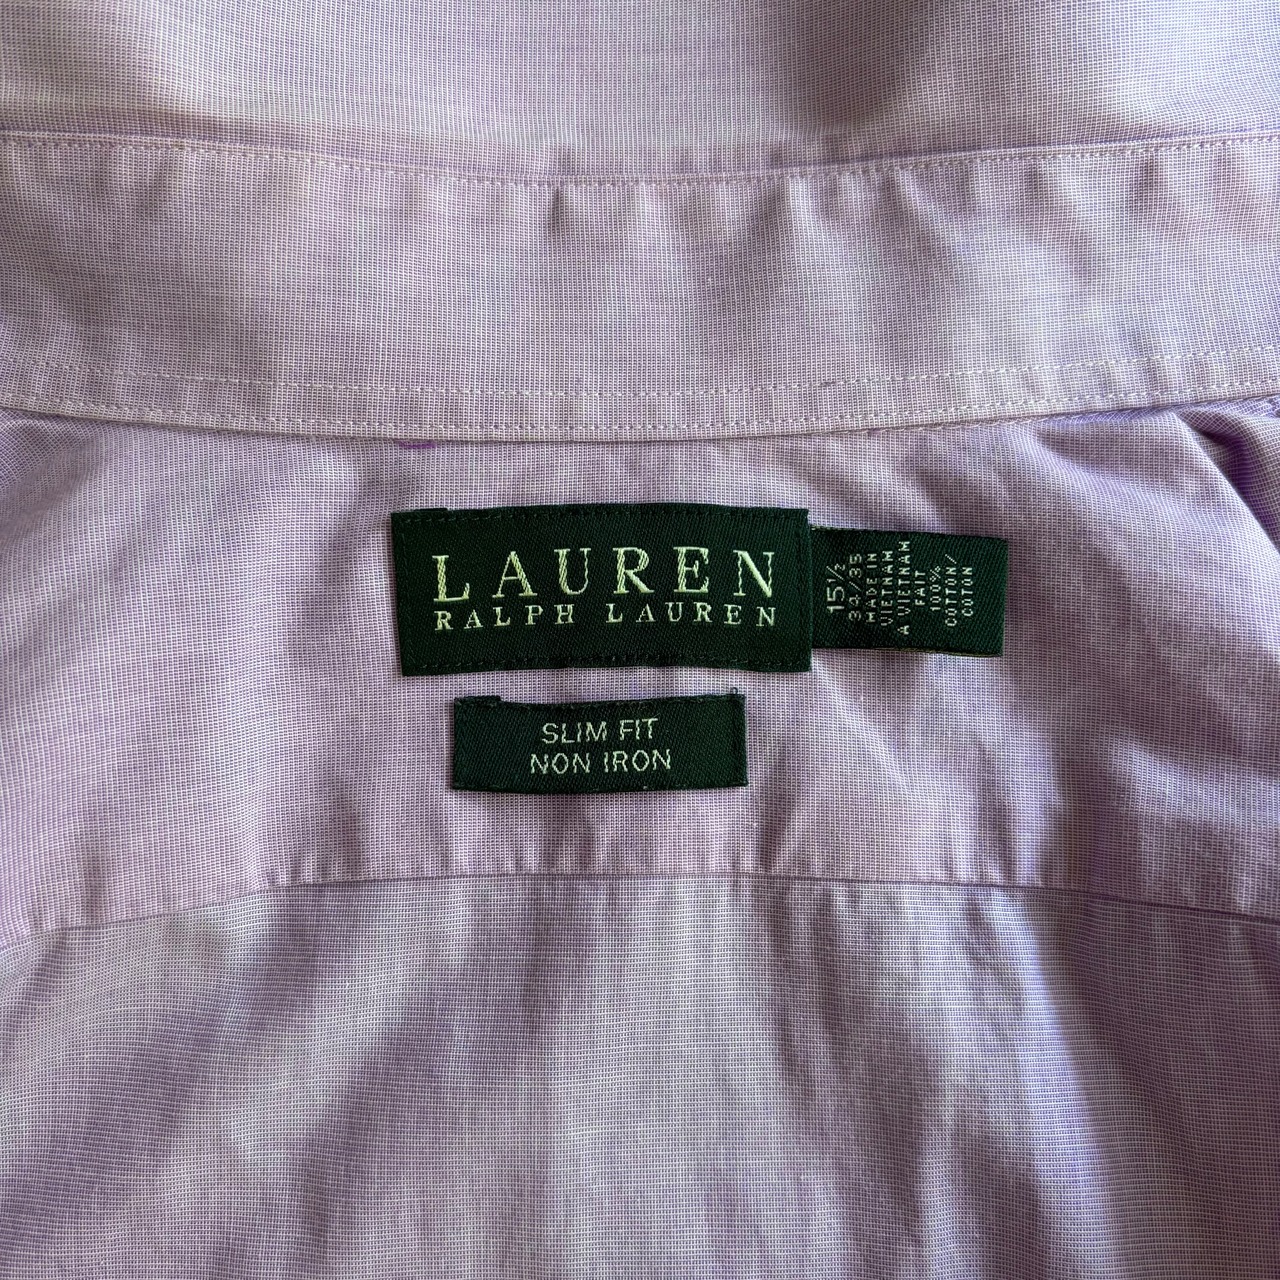 LAUREN
RALPH LAUREN
15½
34/35
MADE IN
VIETNAM
A VIETNAM
FAIT
100%
COTTON/
COTON
SLIM FIT
NON IRON